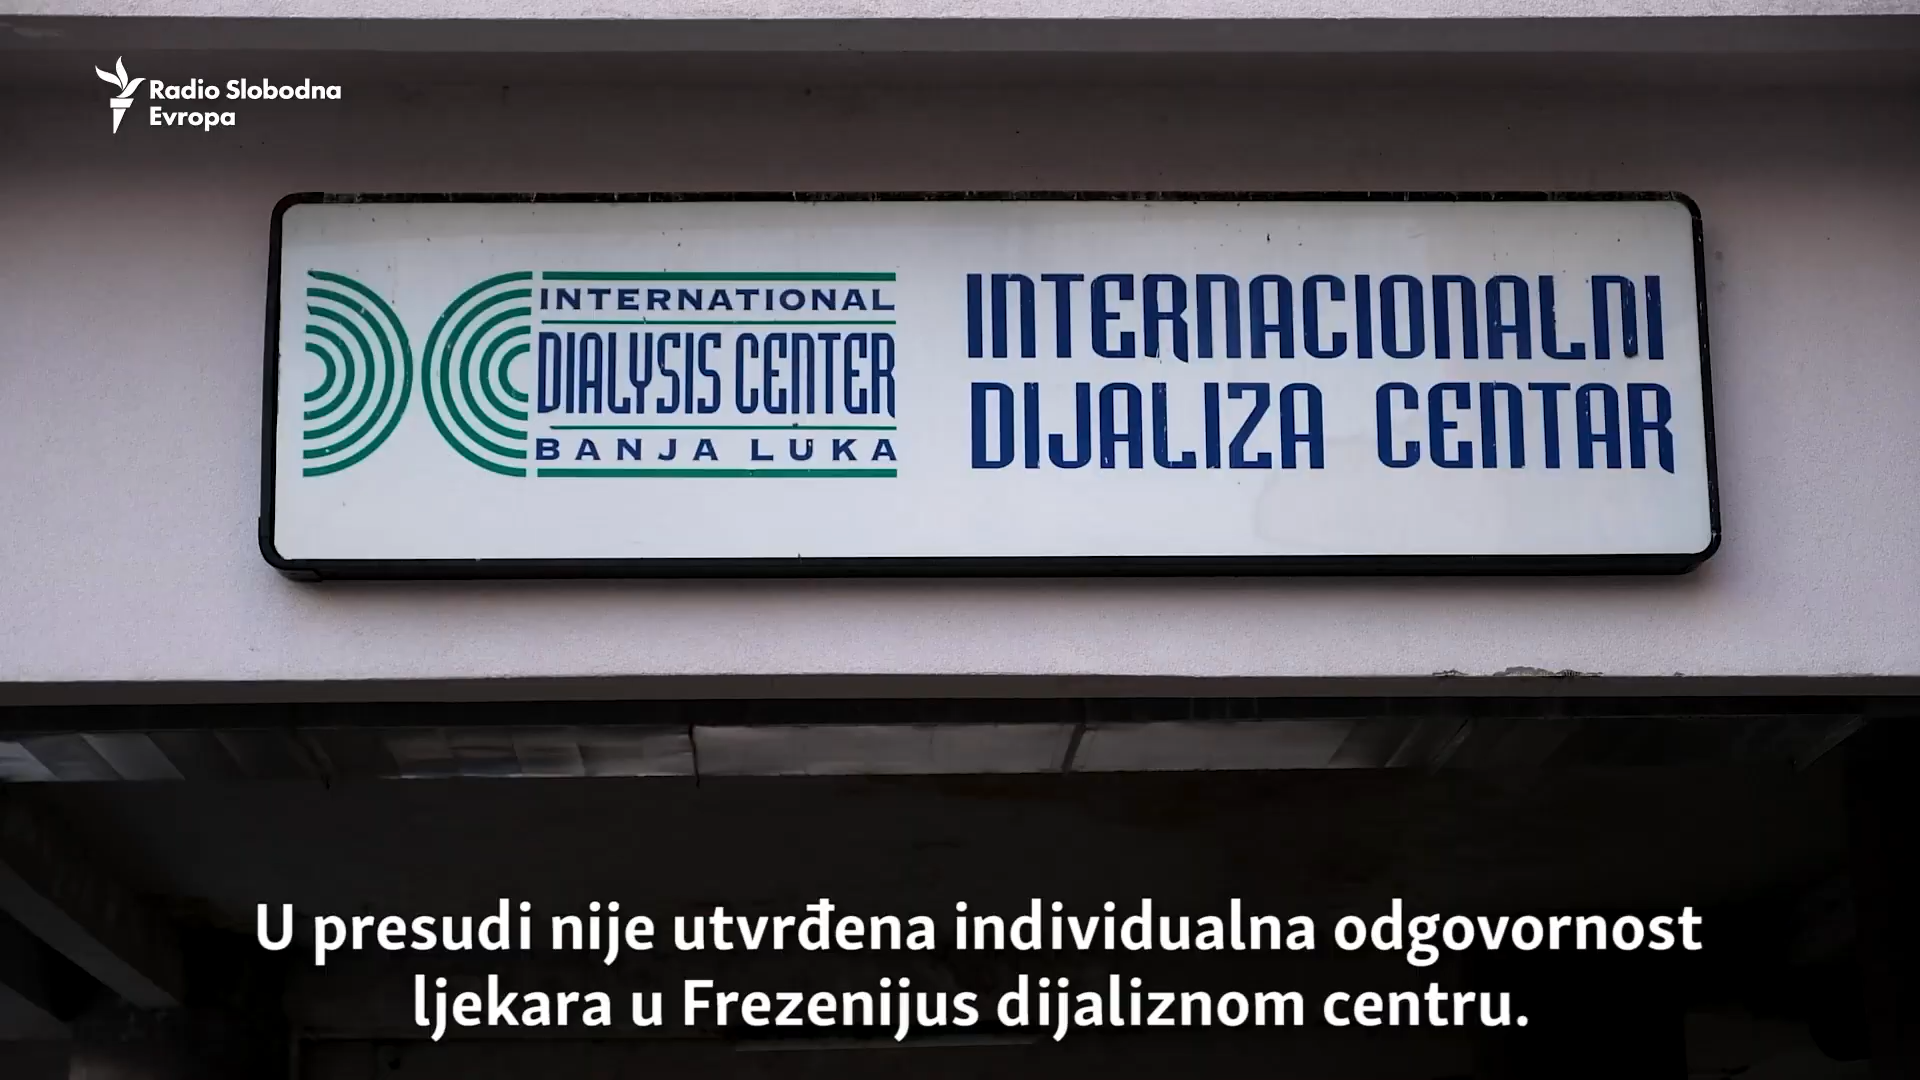 Radio Slobodna
Evropa
INTERNATIONAL
DIALYSIS CENTER
BANJA LUKA
INTERNACIONALNI
DIJALIZA CENTAR
U presudi nije utvrđena individualna odgovornost
ljekara u Frezenijus dijaliznom centru.